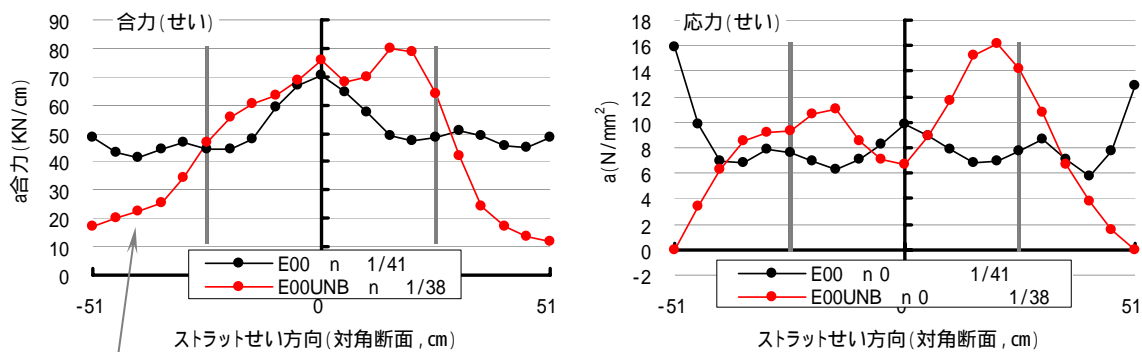 合力(せい)
90
80
70
60
50
40
30
20
10
0
a合力(KN/cm)
E00 n 1/41
E00UNB n 1/38
-51 0 51
ストラットせい方向(対角断面,cm)
応力(せい)
18
16
14
12
10
8
6
4
2
0
-2
a(N/mm²)
E00 n0 1/41
E00UNB n0 1/38
-51 0 51
ストラットせい方向(対角断面,cm)